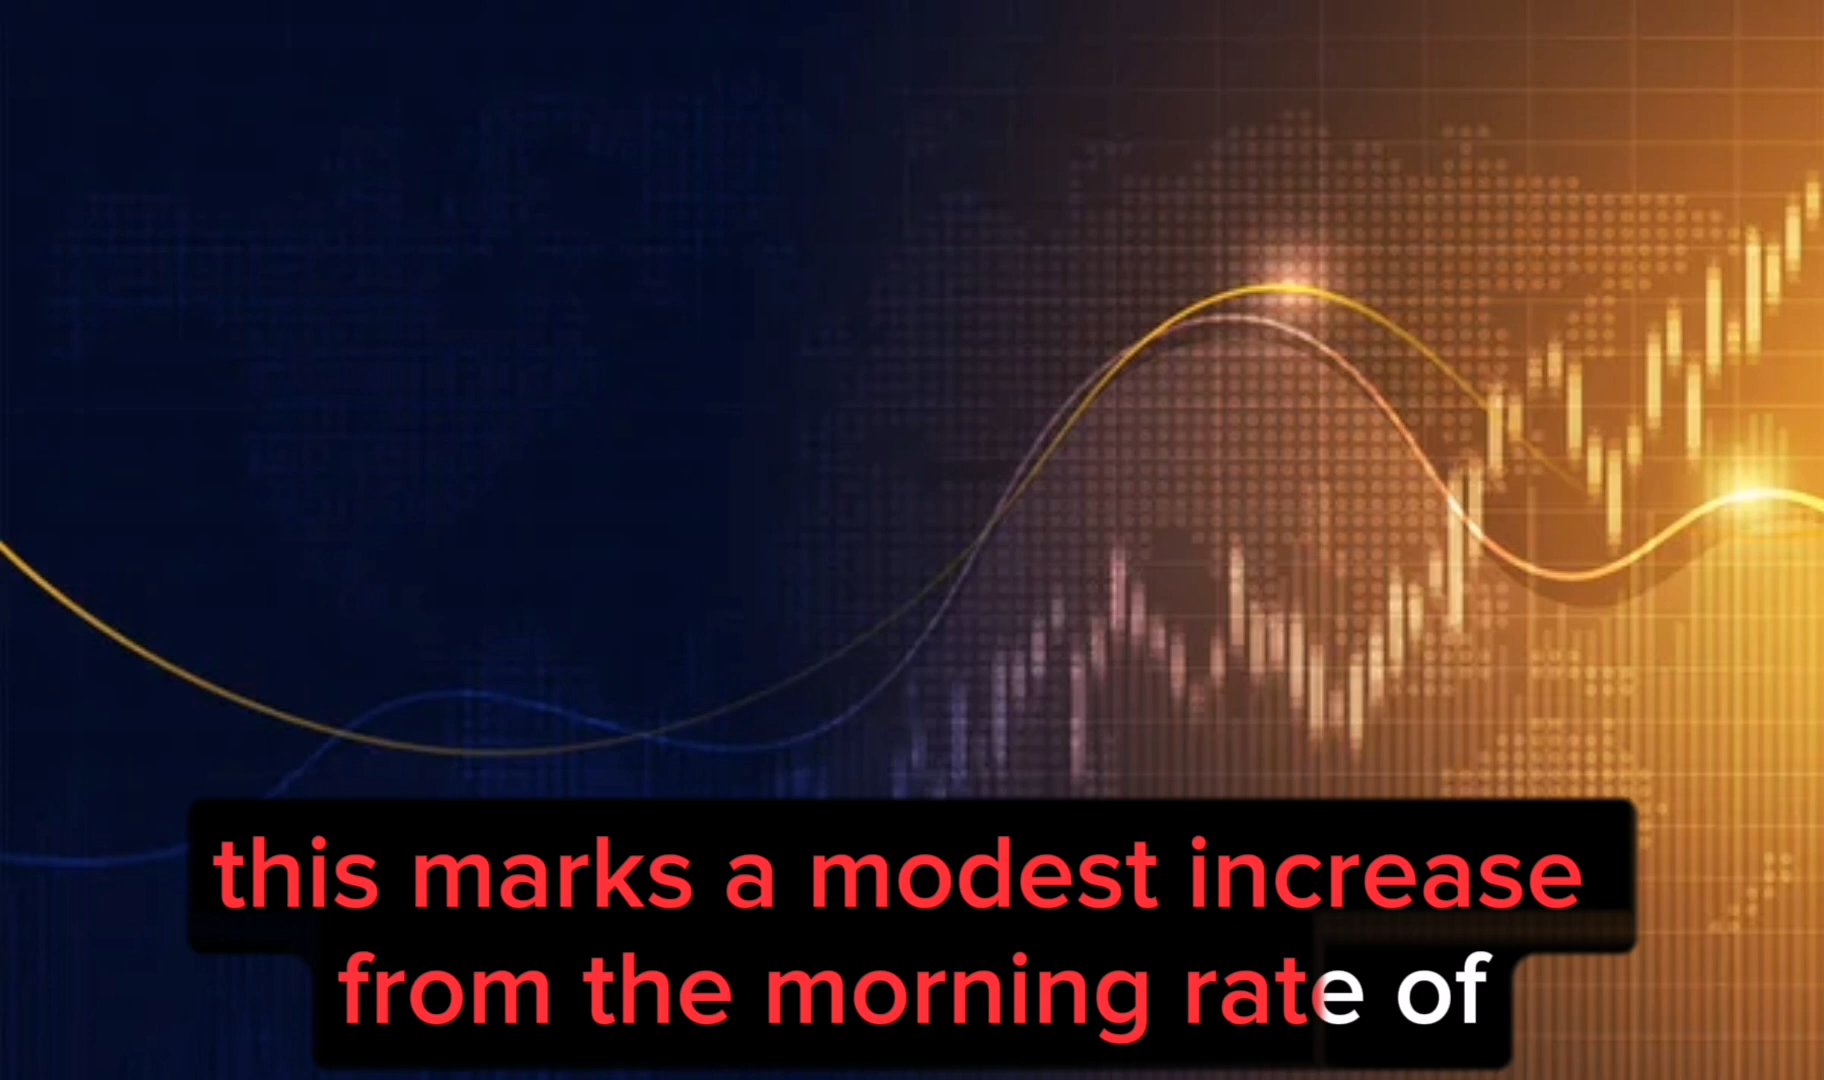 this marks a modest increase
from the morning rate of